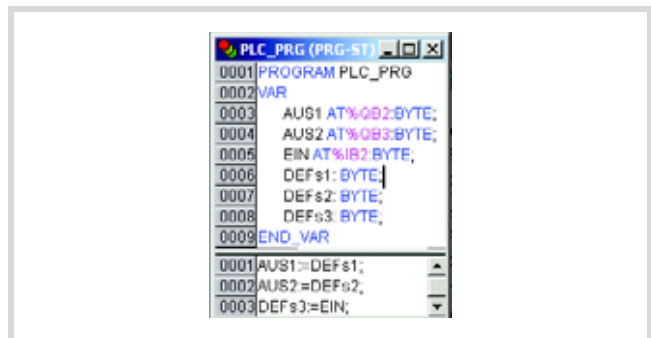 PLC_PRG (PRG-ST)
0001 PROGRAM PLC_PRG
0002 VAR
0003 AUS1 AT%QB2:BYTE;
0004 AUS2 AT%QB3:BYTE;
0005 EIN AT%IB2:BYTE;
0006 DEFs1: BYTE;
0007 DEFs2: BYTE;
0008 DEFs3: BYTE;
0009 END_VAR
0001 AUS1:=DEFs1;
0002 AUS2:=DEFs2;
0003 DEFs3:=EIN;